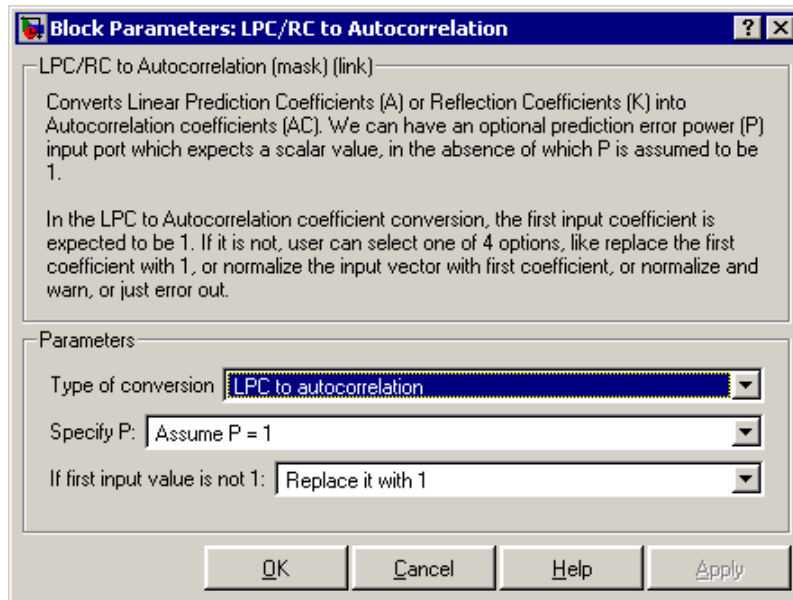 Block Parameters: LPC/RC to Autocorrelation
LPC/RC to Autocorrelation (mask) (link)
Converts Linear Prediction Coefficients (A) or Reflection Coefficients (K) into
Autocorrelation coefficients (AC). We can have an optional prediction error power (P)
input port which expects a scalar value, in the absence of which P is assumed to be
1.
In the LPC to Autocorrelation coefficient conversion, the first input coefficient is
expected to be 1. If it is not, user can select one of 4 options, like replace the first
coefficient with 1, or normalize the input vector with first coefficient, or normalize and
warn, or just error out.
Parameters
Type of conversion LPC to autocorrelation
Specify P: Assume P = 1
If first input value is not 1: Replace it with 1
OK Cancel Help Apply